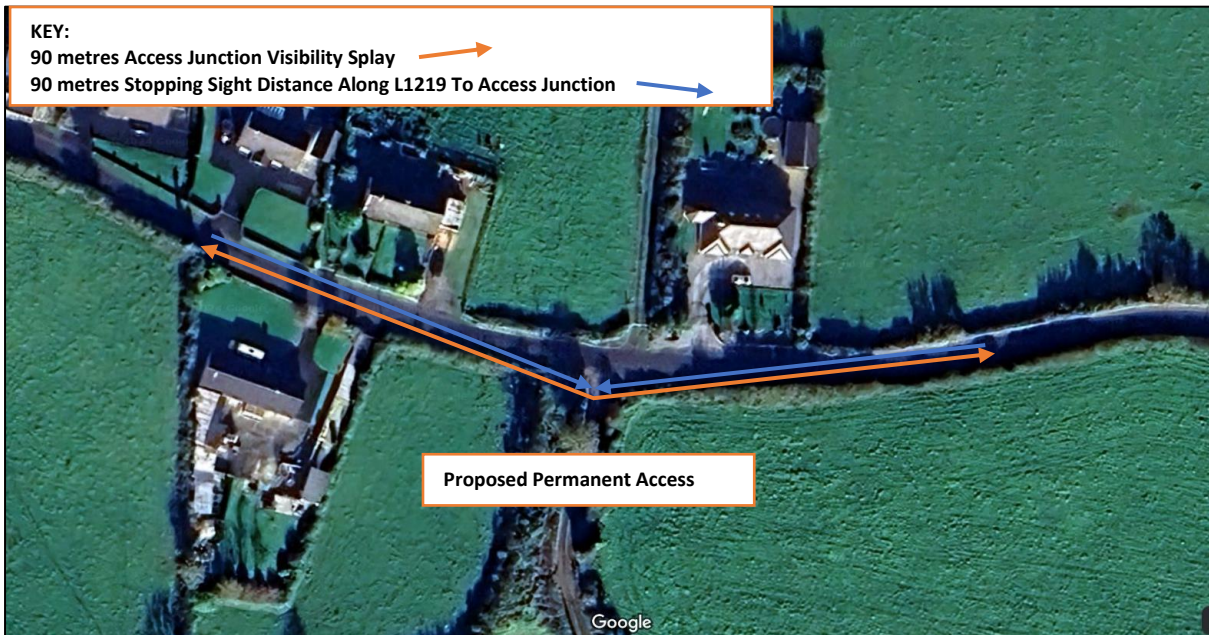 KEY:
90 metres Access Junction Visibility Splay
90 metres Stopping Sight Distance Along L1219 To Access Junction
Proposed Permanent Access
Google